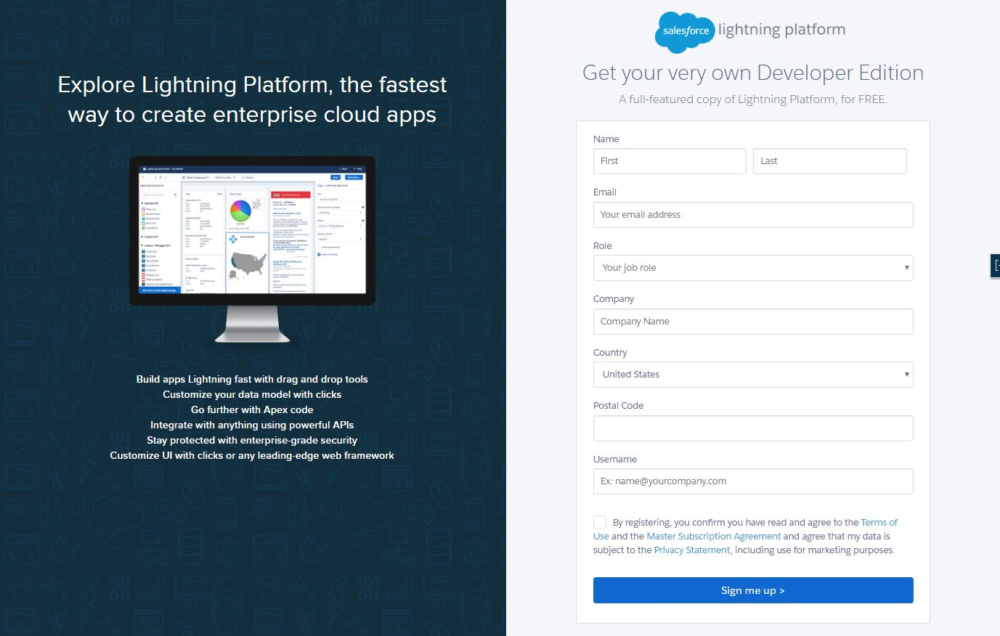 Explore Lightning Platform, the fastest
way to create enterprise cloud apps
Build apps Lightning fast with drag and drop tools
Customize your data model with clicks
Go further with Apex code
Integrate with anything using powerful APIs
Stay protected with enterprise-grade security
Customize UI with clicks or any leading-edge web framework
salesforce lightning platform
Get your very own Developer Edition
A full-featured copy of Lightning Platform, for FREE.
Name
First Last
Email
Your email address
Role
Your job role
Company
Company Name
Country
United States
Postal Code
Username
Ex: name@yourcompany.com
By registering, you confirm you have read and agree to the Terms of
Use and the Master Subscription Agreement and agree that my data is
subject to the Privacy Statement, including use for marketing purposes.
Sign me up >